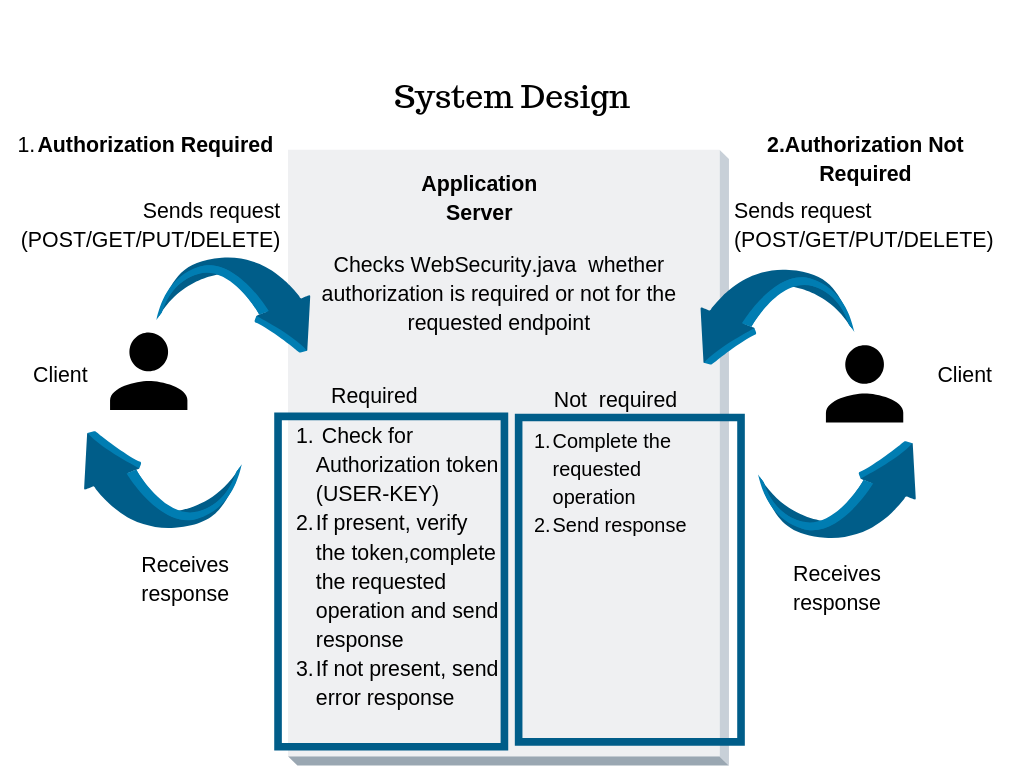 System Design
1. Authorization Required
Sends request
(POST/GET/PUT/DELETE)
Client
Receives
response
Application
Server
Checks WebSecurity.java  whether
authorization is required or not for the
requested endpoint
Required
1. Check for
Authorization token
(USER-KEY)
2. If present, verify
the token,complete
the requested
operation and send
response
3. If not present, send
error response
Not  required
1. Complete the
requested
operation
2. Send response
2.Authorization Not
Required
Sends request
(POST/GET/PUT/DELETE)
Client
Receives
response